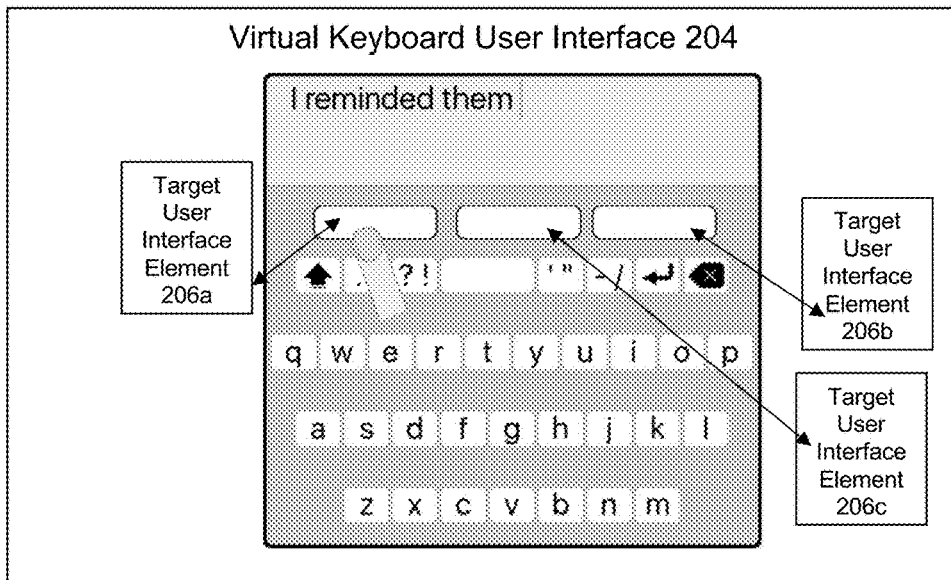 Virtual Keyboard User Interface 204
I reminded them
Target
User
Interface
Element
206a
Target
User
Interface
Element
206b
Target
User
Interface
Element
206c
? ! ' " - /
q w e r t y u i o p
a s d f g h j k l
z x c v b n m